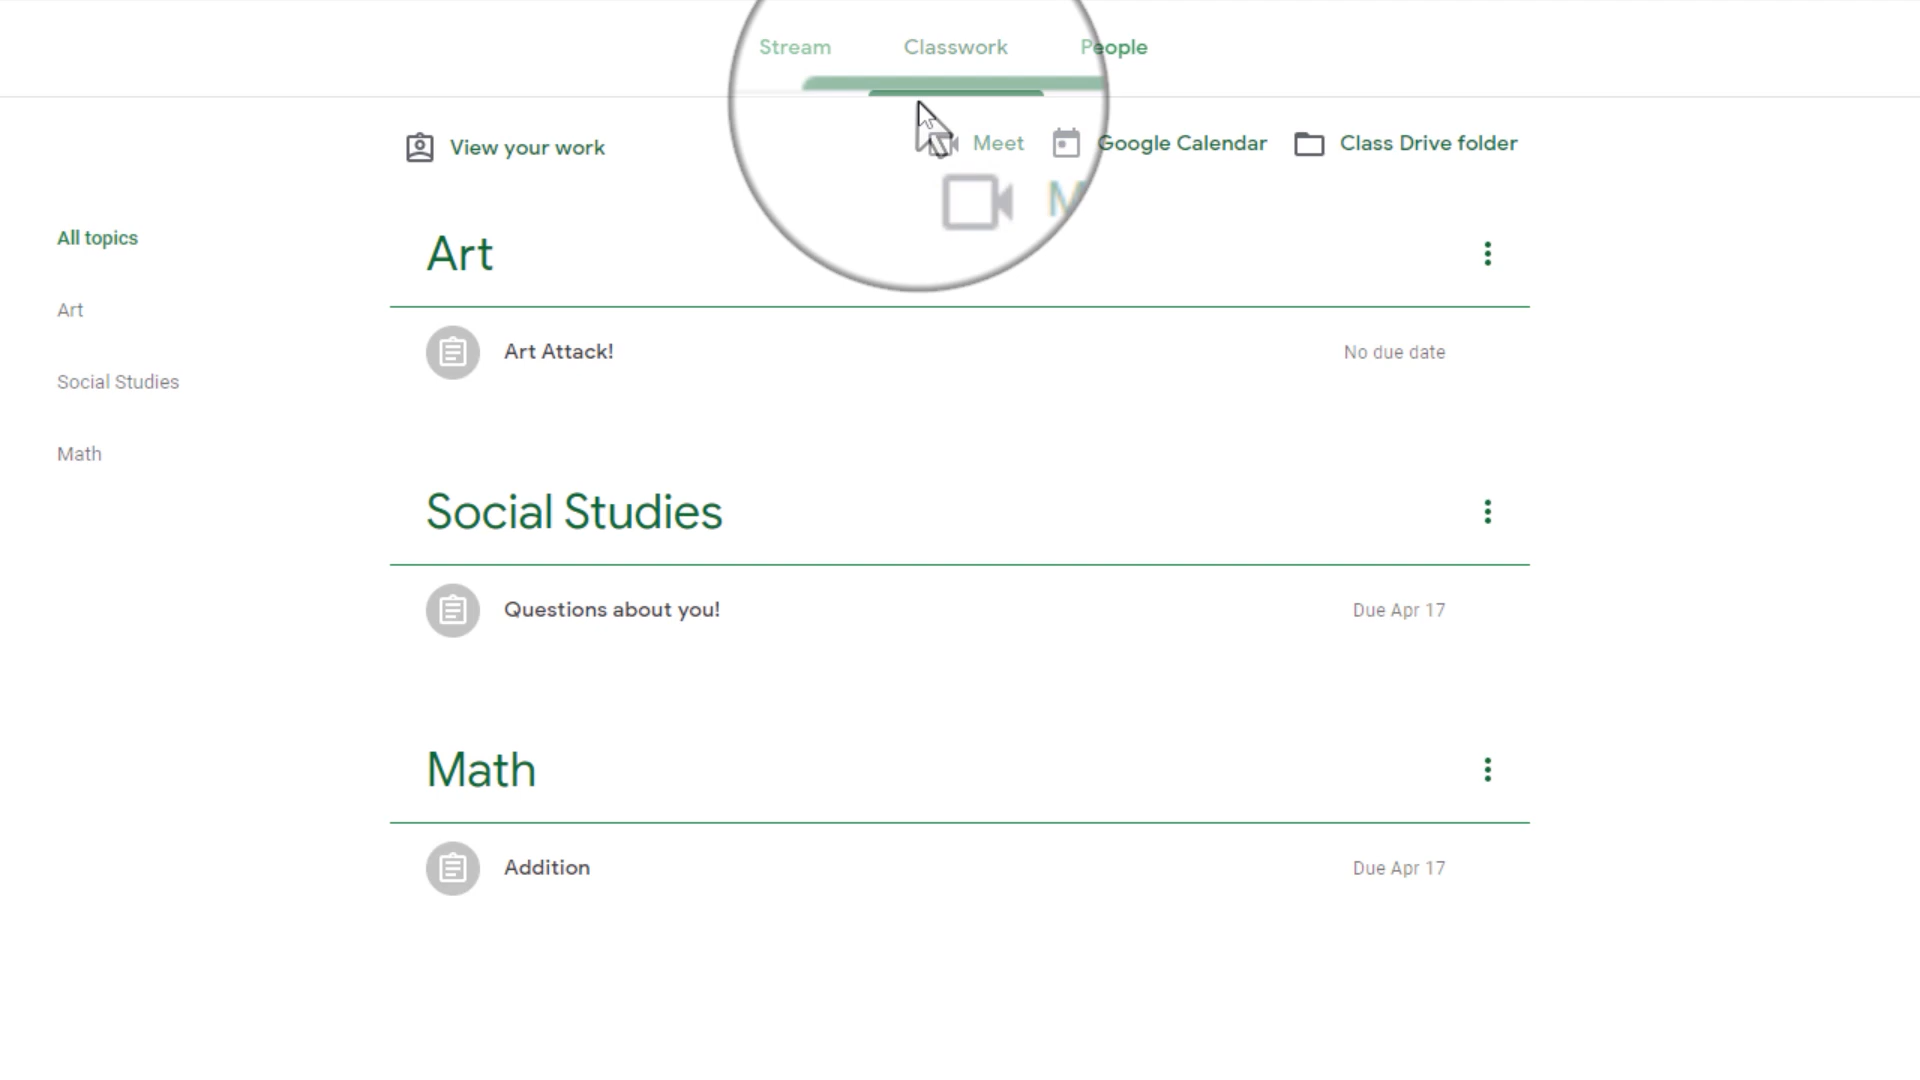 Stream Classwork People
View your work
Meet Google Calendar Class Drive folder
M
All topics
Art
Social Studies
Math
Art
Art Attack! No due date
Social Studies
Questions about you! Due Apr 17
Math
Addition Due Apr 17